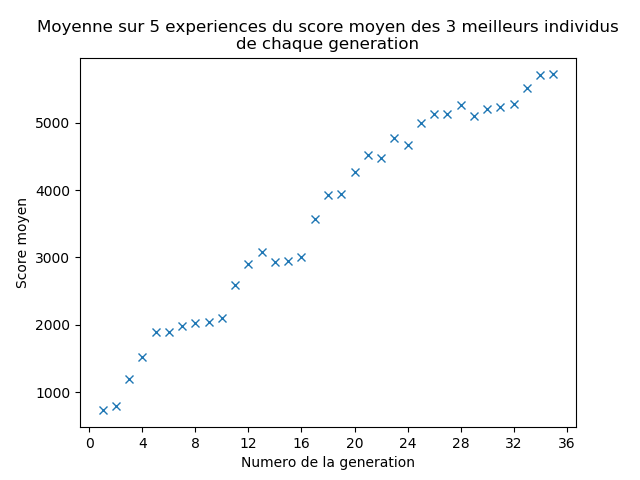 Moyenne sur 5 experiences du score moyen des 3 meilleurs individus
de chaque generation
Score moyen
5000
4000
3000
2000
1000
0 4 8 12 16 20 24 28 32 36
Numero de la generation